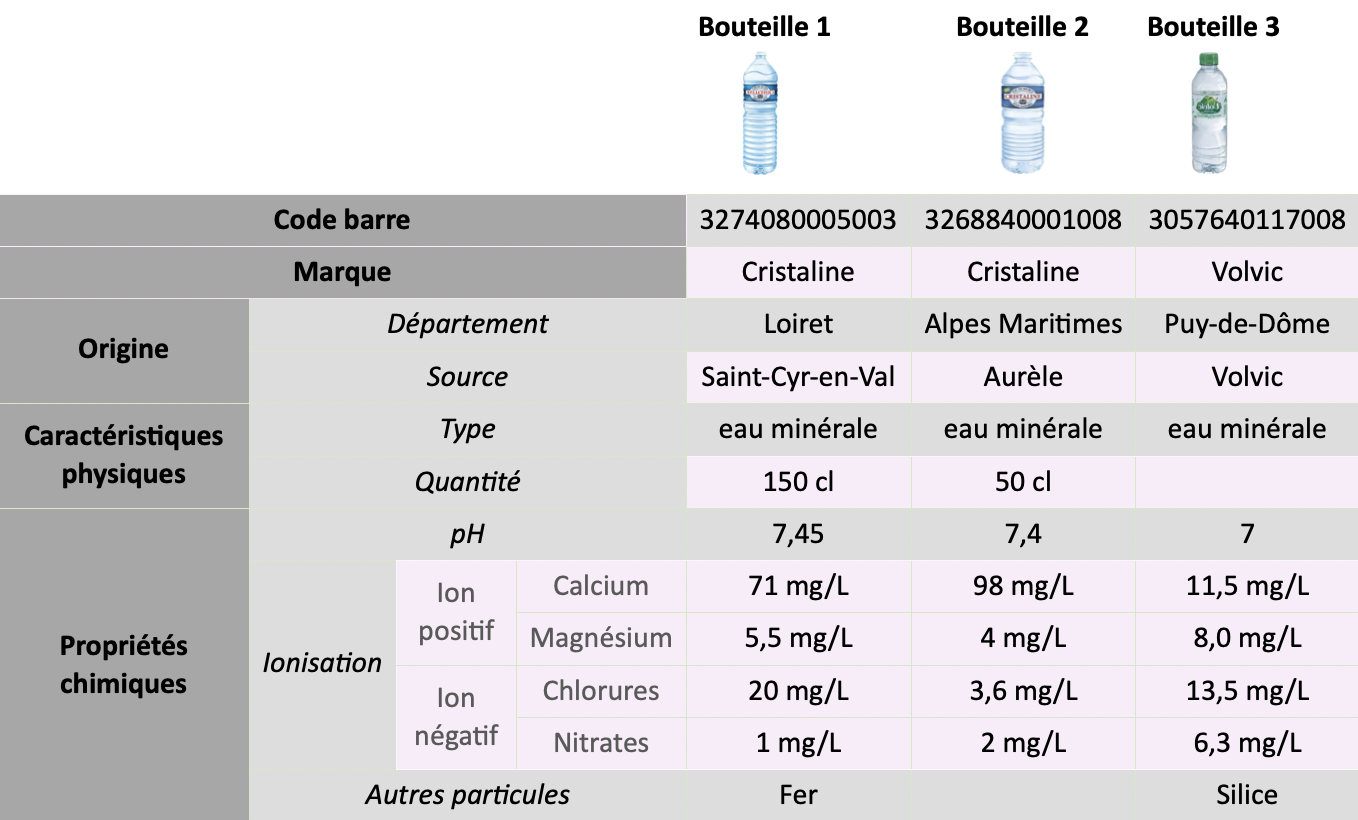 Bouteille 1 Bouteille 2 Bouteille 3
CRISTALINE
Code barre 3274080005003 3268840001008 3057640117008
Marque Cristaline Cristaline Volvic
Origine
Département Loiret Alpes Maritimes Puy-de-Dôme
Source Saint-Cyr-en-Val Aurèle Volvic
Caractéristiques
physiques
Type eau minérale eau minérale eau minérale
Quantité 150 cl 50 cl
Propriétés
chimiques
pH 7,45 7,4 7
Ionisation
Ion
positif
Calcium 71 mg/L 98 mg/L 11,5 mg/L
Magnésium 5,5 mg/L 4 mg/L 8,0 mg/L
Ion
négatif
Chlorures 20 mg/L 3,6 mg/L 13,5 mg/L
Nitrates 1 mg/L 2 mg/L 6,3 mg/L
Autres particules Fer Silice